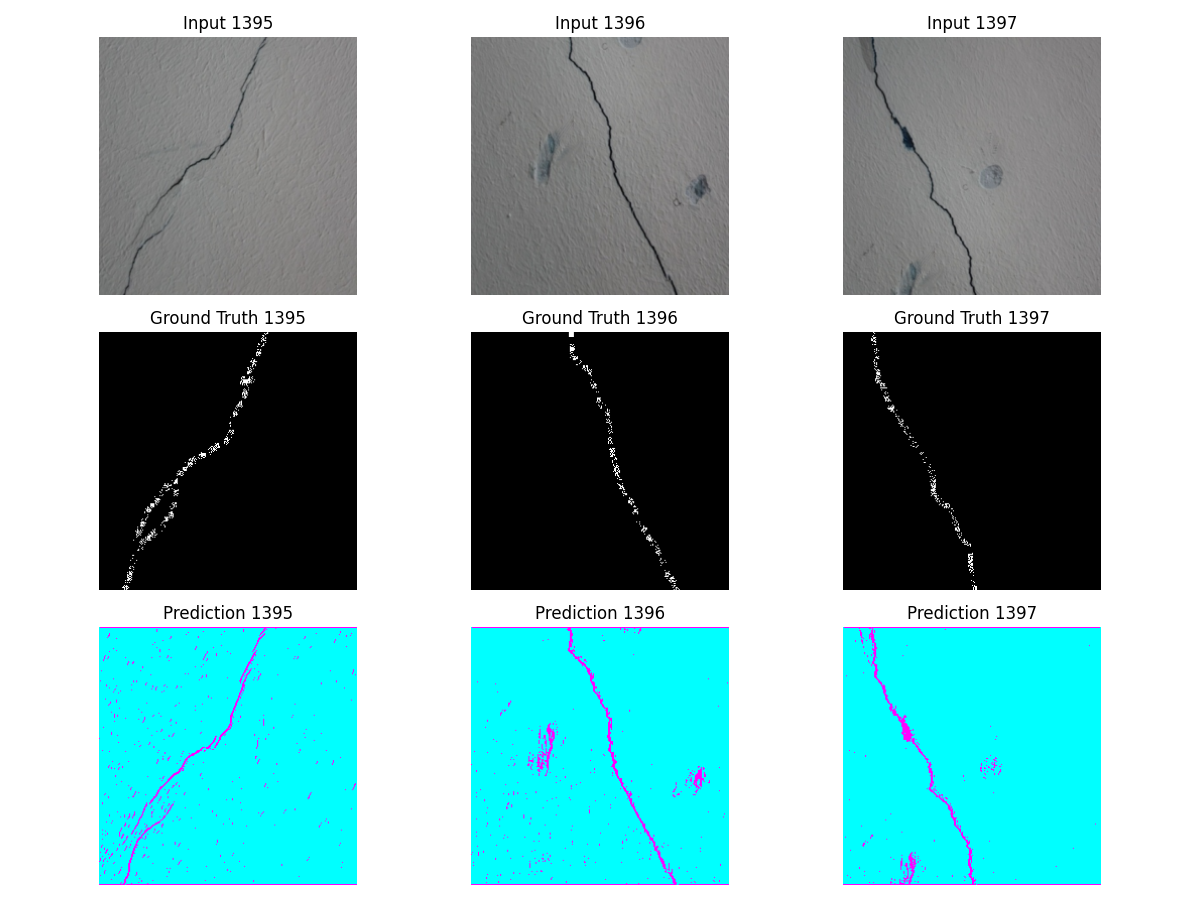 Input 1395
Input 1396
Input 1397
Ground Truth 1395
Ground Truth 1396
Ground Truth 1397
Prediction 1395
Prediction 1396
Prediction 1397